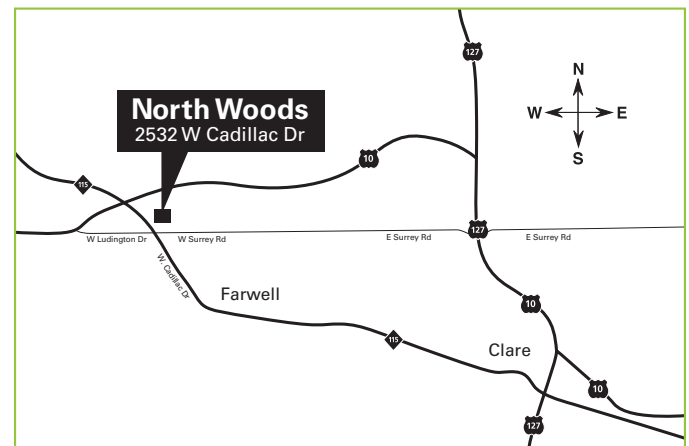 127
N
North Woods
2532 W Cadillac Dr
W E
S
10
115
127
W Ludington Dr W Surrey Rd E Surrey Rd E Surrey Rd
W. Cadillac Dr
Farwell
10
115
Clare
10
127